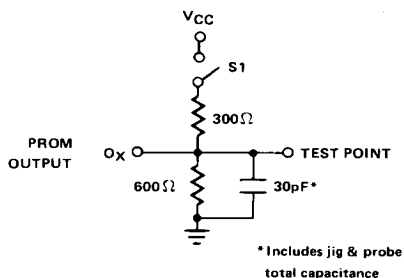 VCC
S1
300Ω
PROM
OUTPUT
OX
TEST POINT
600Ω
30pF*
*Includes jig & probe
total capacitance